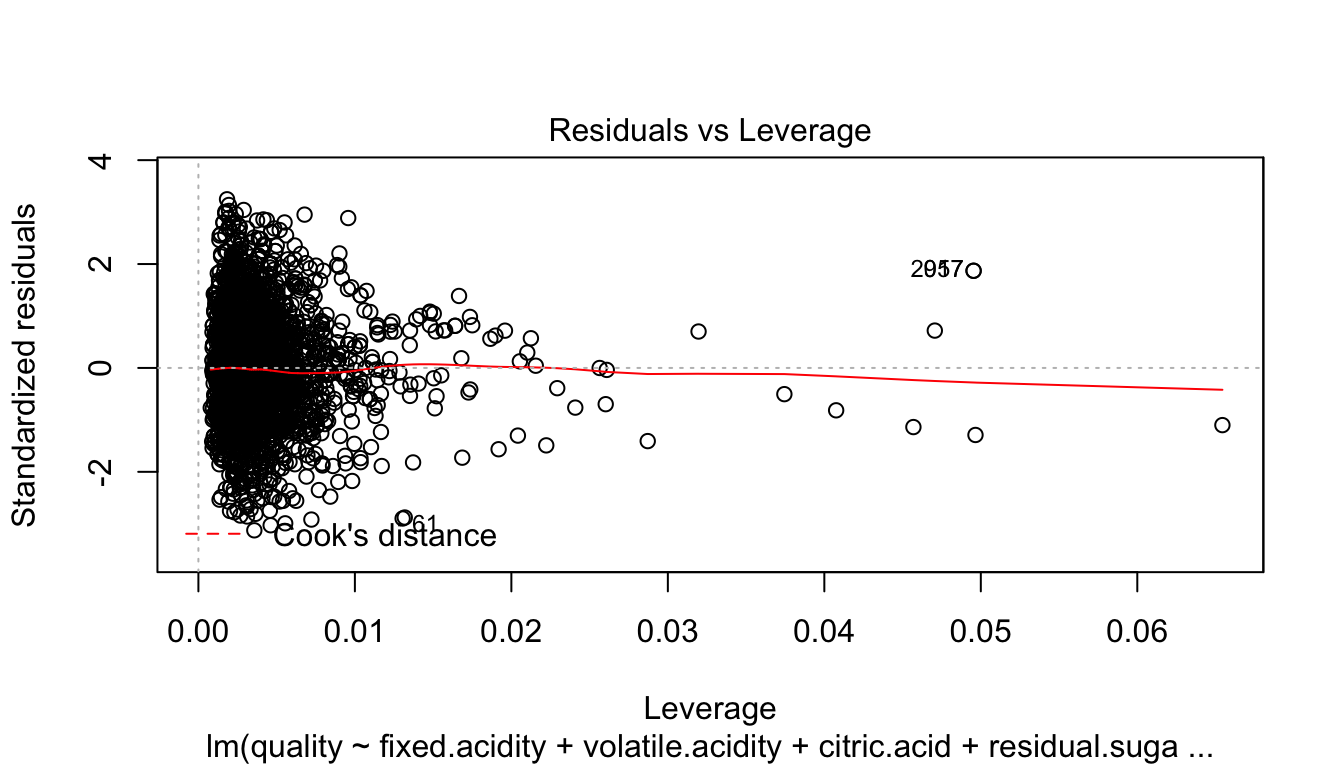 Residuals vs Leverage
Standardized residuals
4
2
0
-2
61
Cook's distance
0.00 0.01 0.02 0.03 0.04 0.05 0.06
Leverage
lm(quality ~ fixed.acidity + volatile.acidity + citric.acid + residual.suga ...